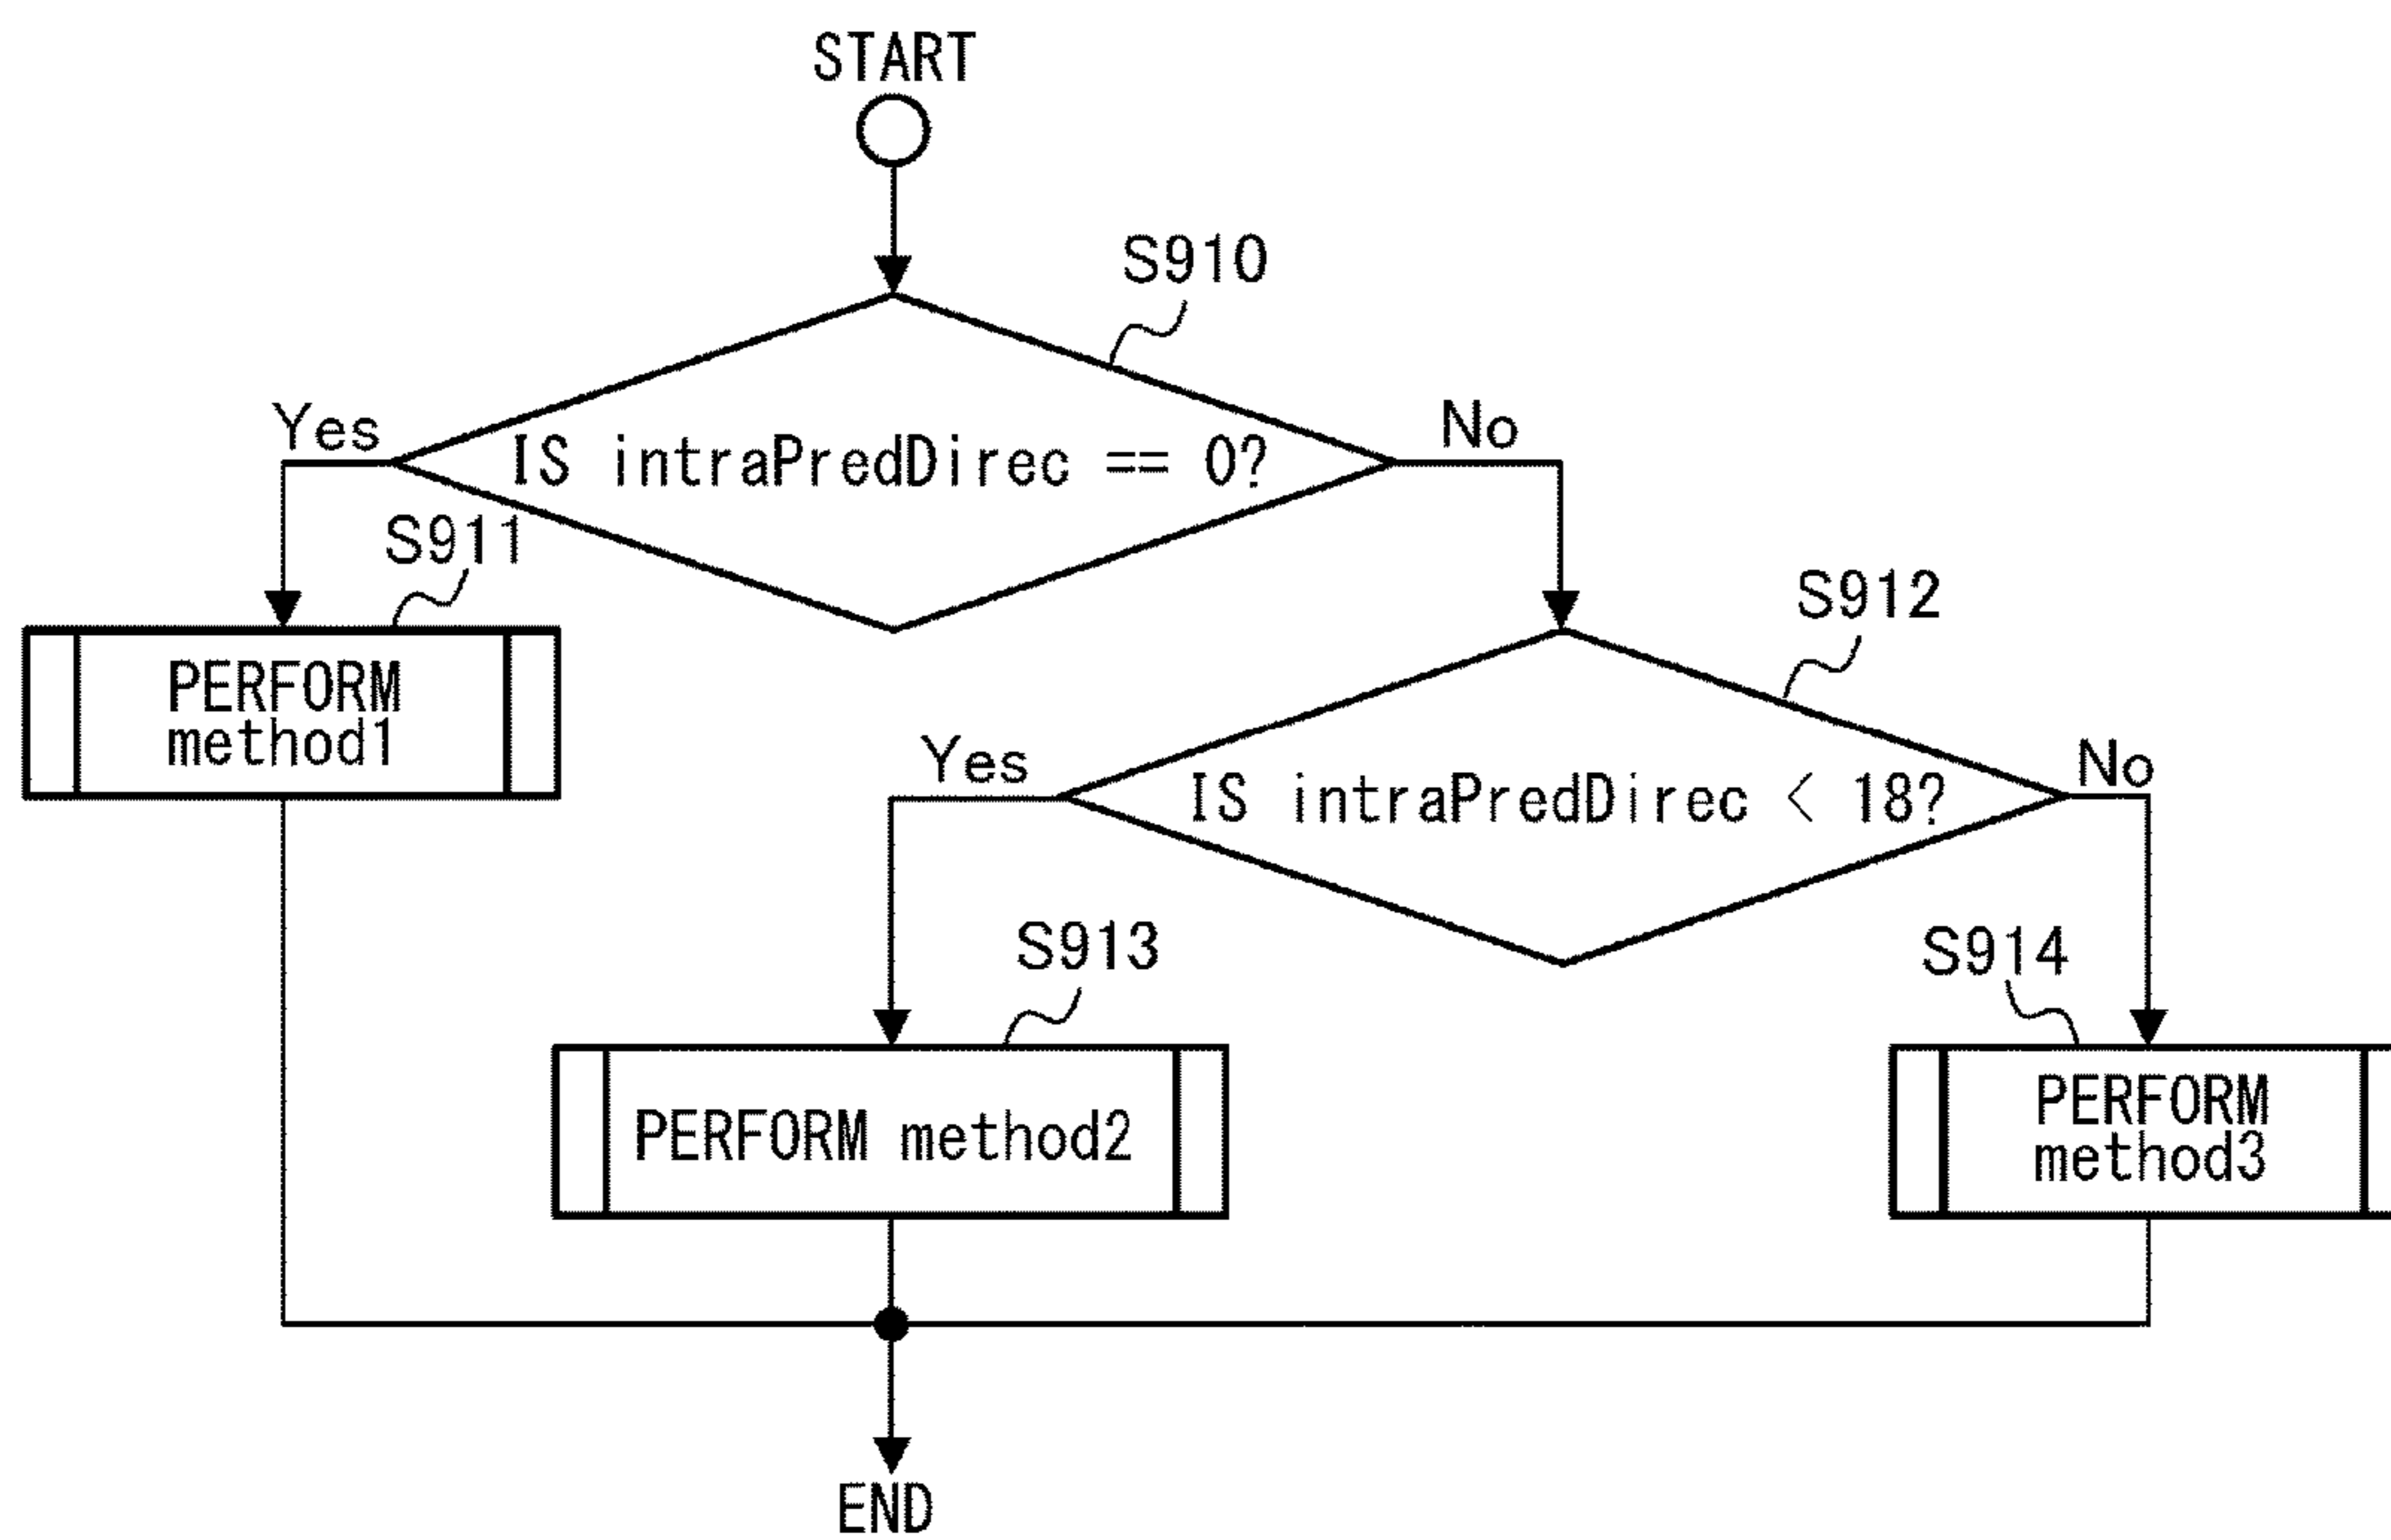 START
S910
IS intraPredDirec == 0?
Yes
No
S911
PERFORM
method1
S912
IS intraPredDirec < 18?
Yes
No
S913
PERFORM method2
S914
PERFORM
method3
END